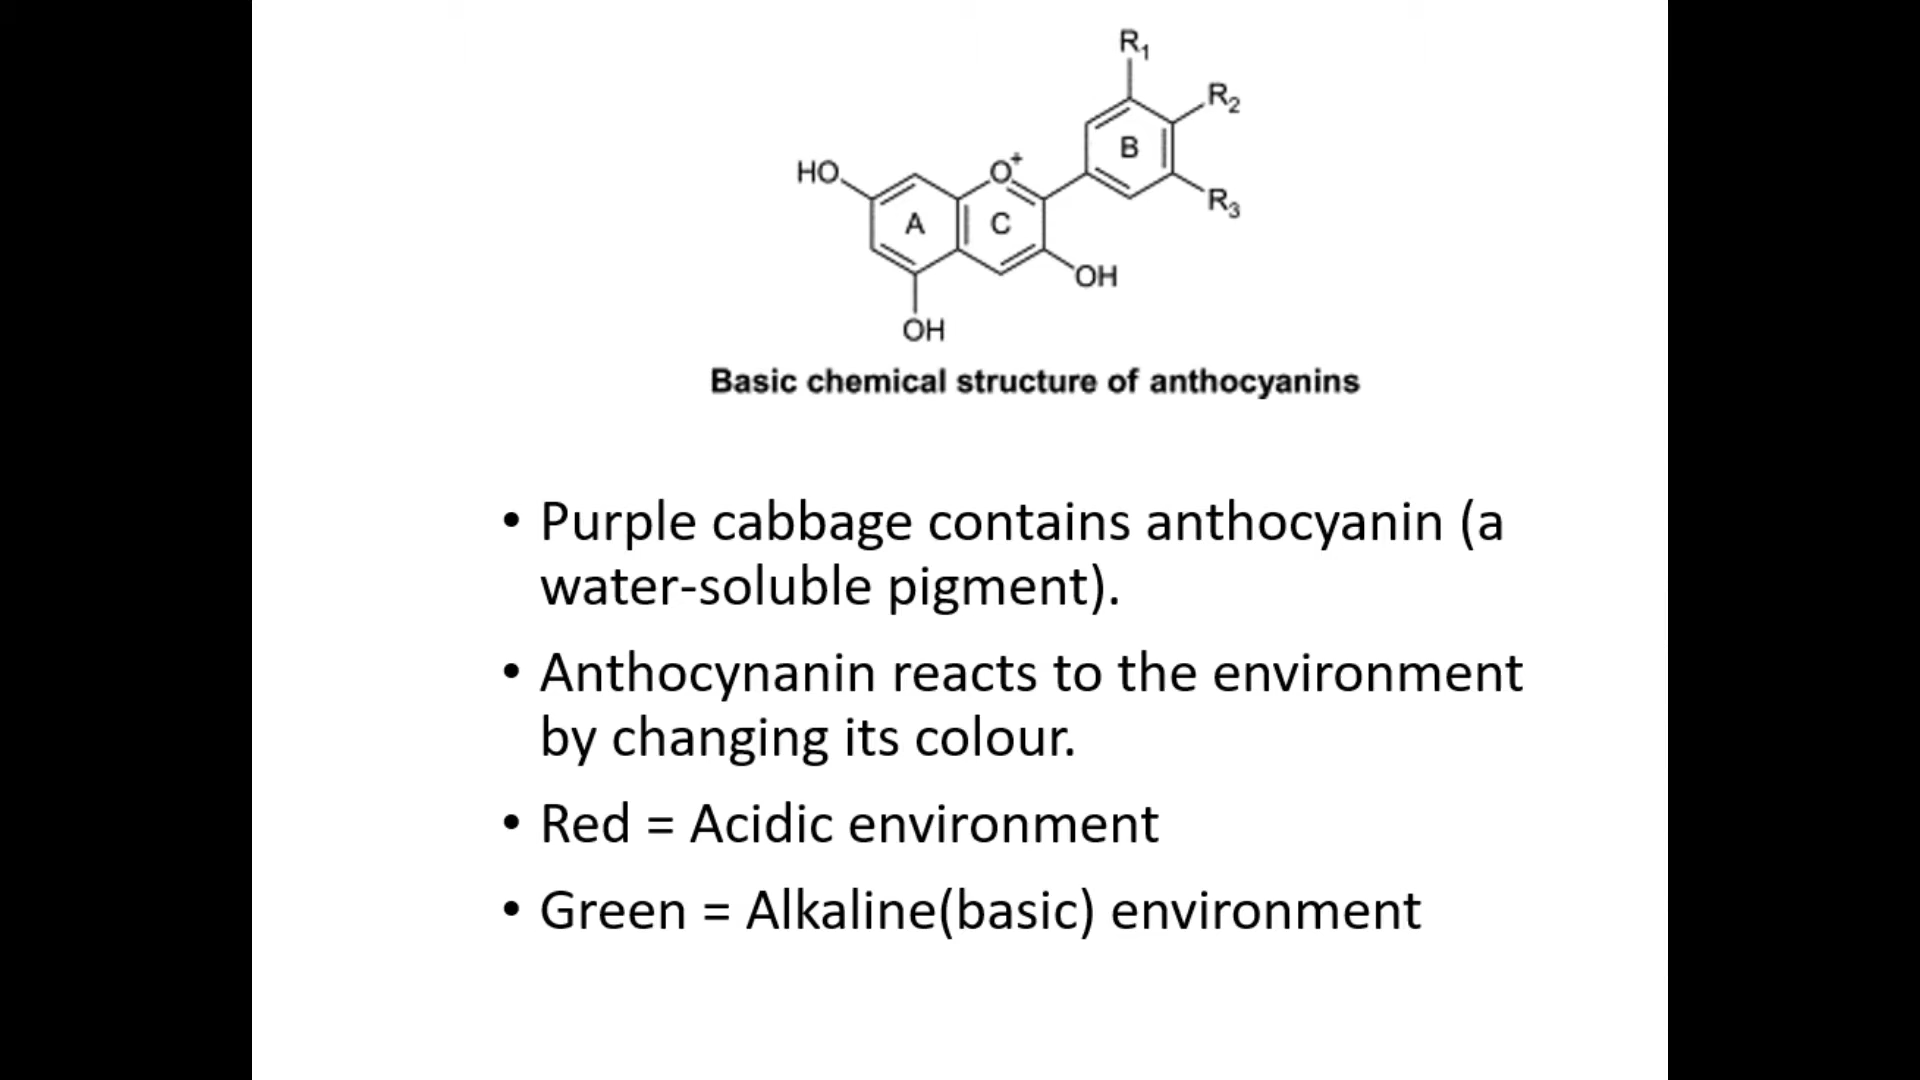 R1
R2
B
HO
O+
A
C
R3
OH
OH
Basic chemical structure of anthocyanins
• Purple cabbage contains anthocyanin (a
water-soluble pigment).
• Anthocynanin reacts to the environment
by changing its colour.
• Red = Acidic environment
• Green = Alkaline(basic) environment